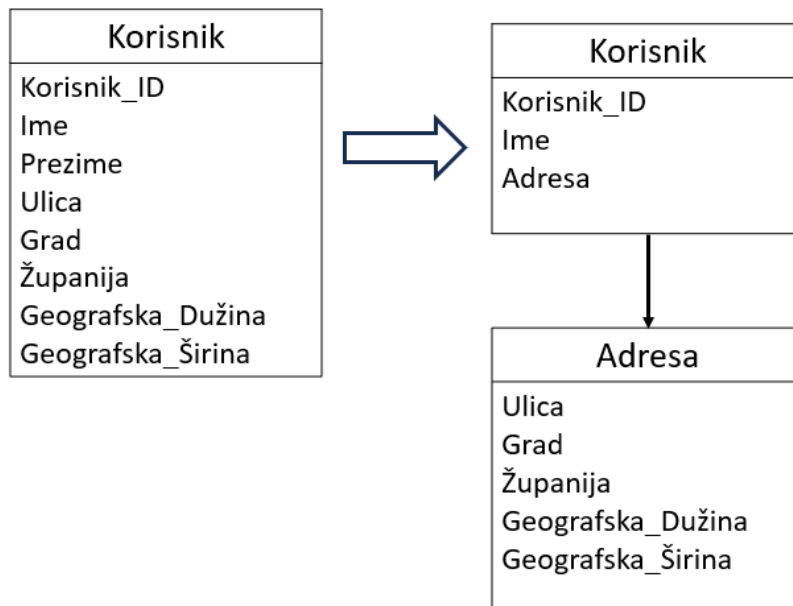 Korisnik
Korisnik_ID
Ime
Prezime
Ulica
Grad
Županija
Geografska_Dužina
Geografska_Širina
Korisnik
Korisnik_ID
Ime
Adresa
Adresa
Ulica
Grad
Županija
Geografska_Dužina
Geografska_Širina